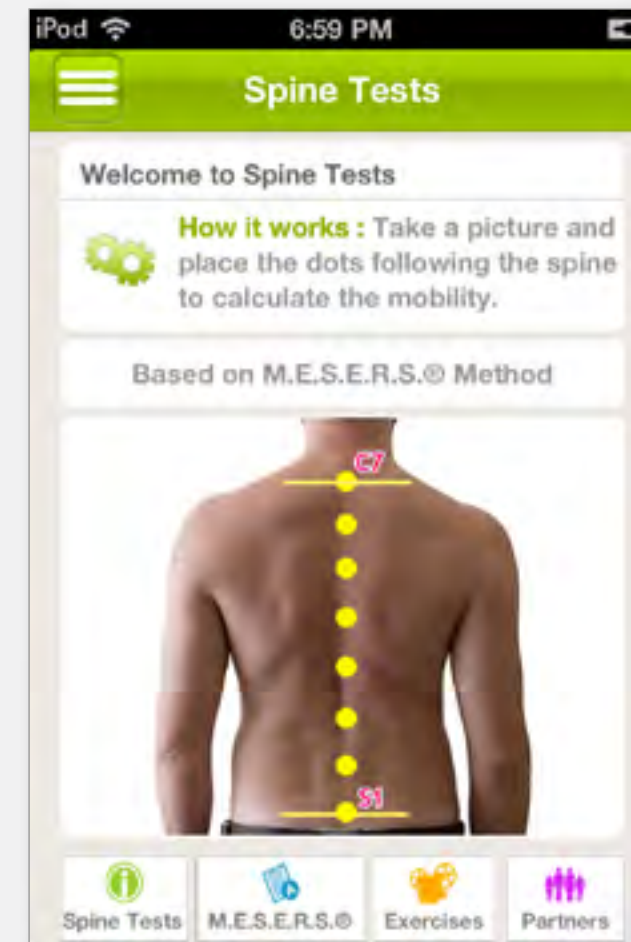 iPod 6:59 PM
Spine Tests
Welcome to Spine Tests
How it works : Take a picture and
place the dots following the spine
to calculate the mobility.
Based on M.E.S.E.R.S.® Method
C7
S1
Spine Tests M.E.S.E.R.S.® Exercises Partners